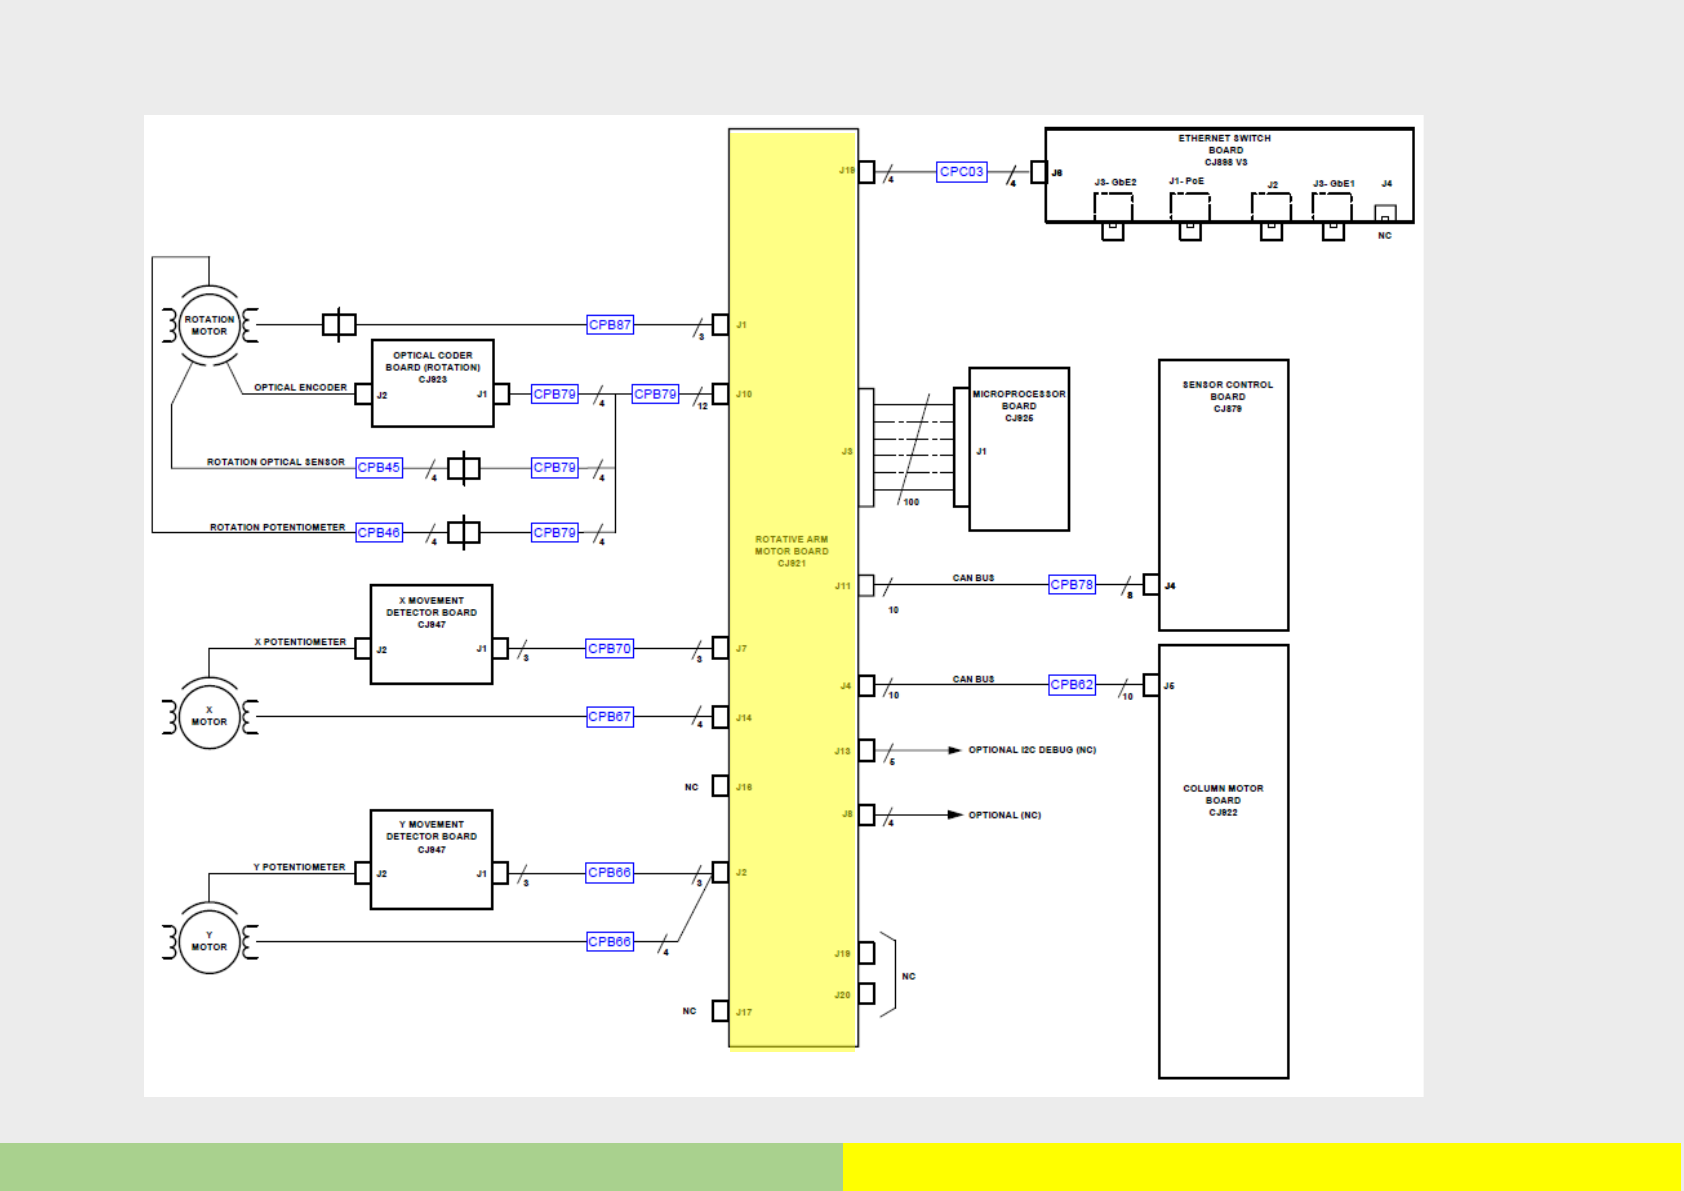 ETHERNET SWITCH
BOARD
CJ898 V3
J19
4
CPC03
4
J6
J3- GbE2
J1- PoE
J2
J3- GbE1
J4
NC
ROTATION
MOTOR
CPB87
3
J1
OPTICAL CODER
BOARD (ROTATION)
CJ923
OPTICAL ENCODER
J2
J1
CPB79
4
CPB79
12
J10
ROTATION OPTICAL SENSOR
CPB45
4
CPB79
4
ROTATION POTENTIOMETER
CPB46
4
CPB79
4
MICROPROCESSOR
BOARD
CJ925
J3
J1
100
SENSOR CONTROL
BOARD
CJ879
ROTATIVE ARM
MOTOR BOARD
CJ921
J11
10
CAN BUS
CPB78
8
J4
X MOVEMENT
DETECTOR BOARD
CJ947
X POTENTIOMETER
J2
J1
3
CPB70
3
J7
J4
10
CAN BUS
CPB62
10
J5
X
MOTOR
CPB67
4
J14
J13
5
OPTIONAL I2C DEBUG (NC)
NC
J16
J8
4
OPTIONAL (NC)
COLUMN MOTOR
BOARD
CJ922
Y MOVEMENT
DETECTOR BOARD
CJ947
Y POTENTIOMETER
J2
J1
3
CPB66
3
J2
Y
MOTOR
CPB66
4
J19
NC
J20
NC
J17